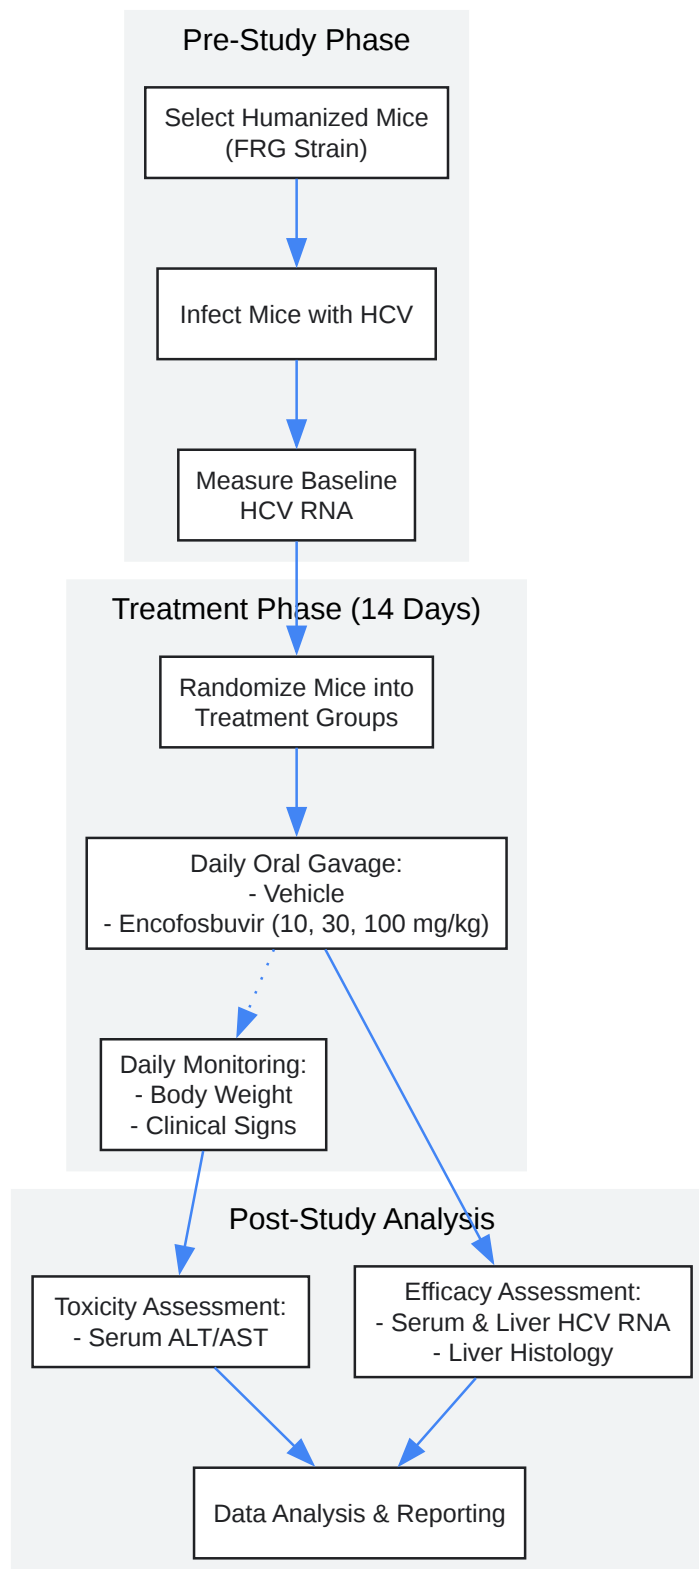 Pre-Study Phase
Select Humanized Mice
(FRG Strain)
Infect Mice with HCV
Measure Baseline
HCV RNA
Treatment Phase (14 Days)
Randomize Mice into
Treatment Groups
Daily Oral Gavage:
- Vehicle
- Encofosbuvir (10, 30, 100 mg/kg)
Daily Monitoring:
- Body Weight
- Clinical Signs
Post-Study Analysis
Toxicity Assessment:
- Serum ALT/AST
Efficacy Assessment:
- Serum & Liver HCV RNA
- Liver Histology
Data Analysis & Reporting